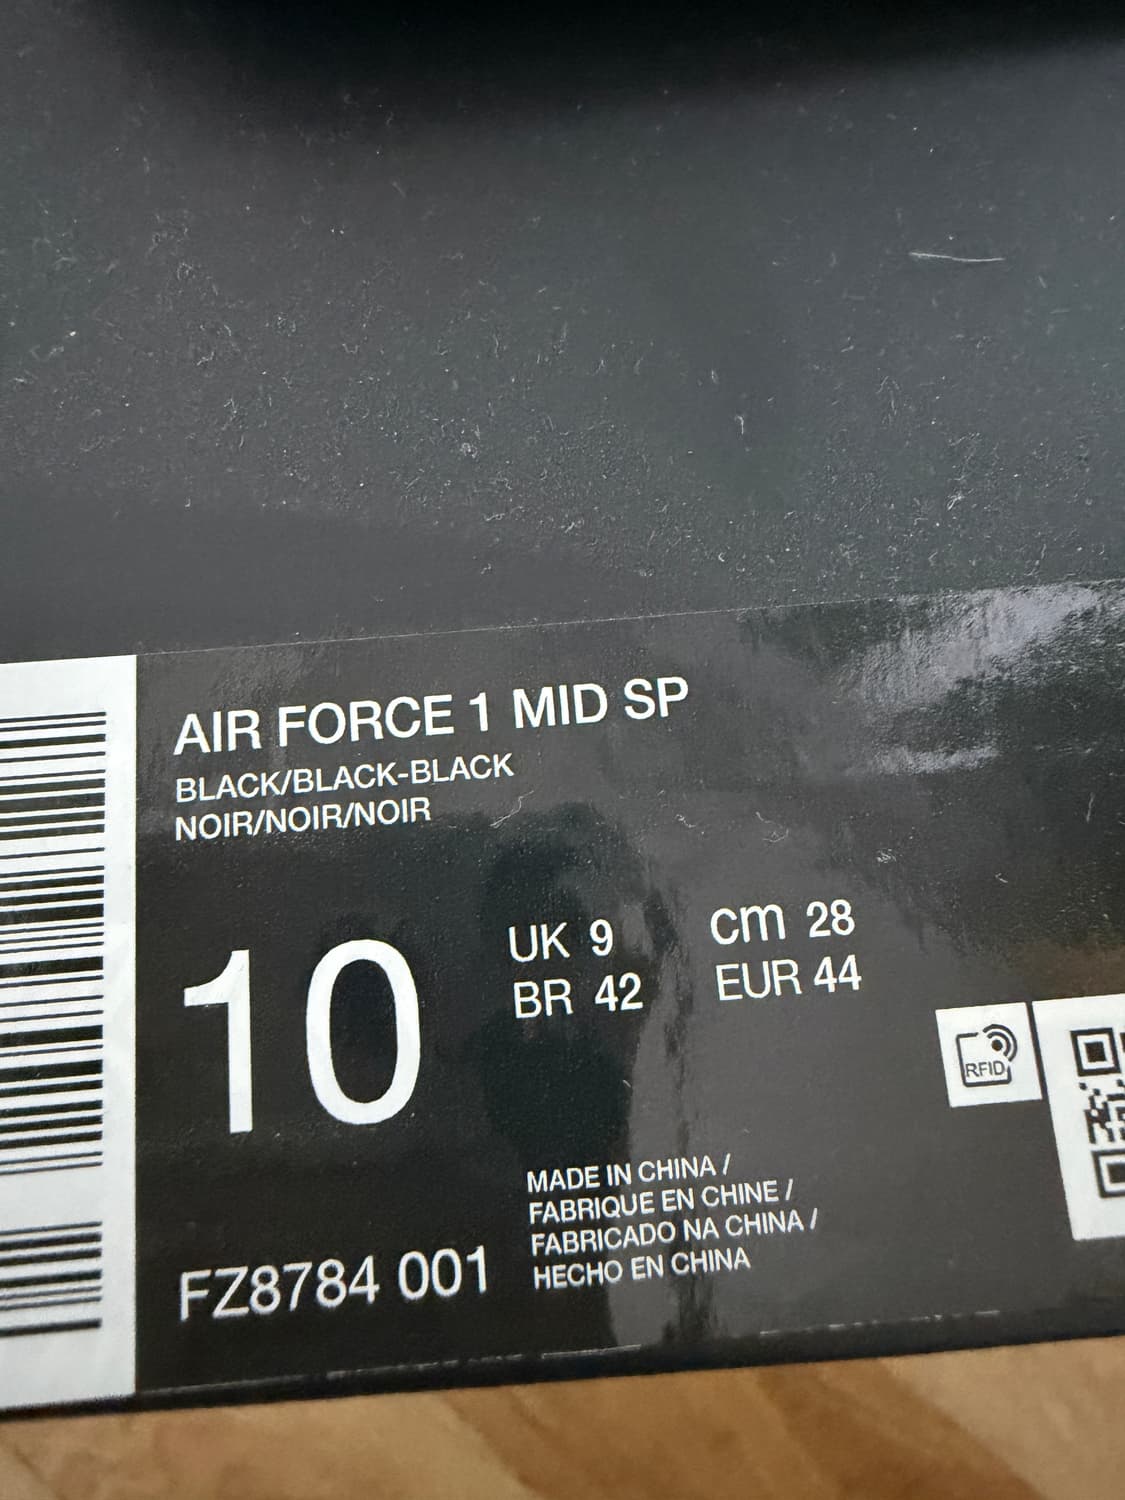 AIR FORCE 1 MID SP
BLACK/BLACK-BLACK
NOIR/NOIR/NOIR
10
UK 9
cm 28
BR 42
EUR 44
RFID
MADE IN CHINA /
FABRIQUE EN CHINE /
FABRICADO NA CHINA /
HECHO EN CHINA
FZ8784 001